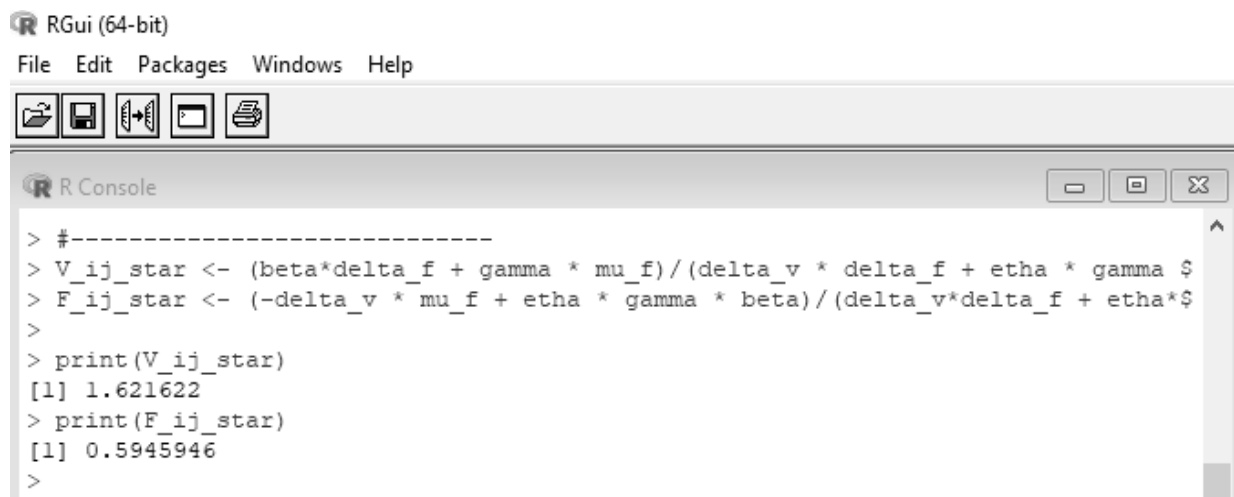 RGui (64-bit)
File Edit Packages Windows Help
R Console
> #-----------------------------
> V_ij_star <- (beta*delta_f + gamma * mu_f)/(delta_v * delta_f + etha * gamma $
> F_ij_star <- (-delta_v * mu_f + etha * gamma * beta)/(delta_v*delta_f + etha*$
>
> print(V_ij_star)
[1] 1.621622
> print(F_ij_star)
[1] 0.5945946
>